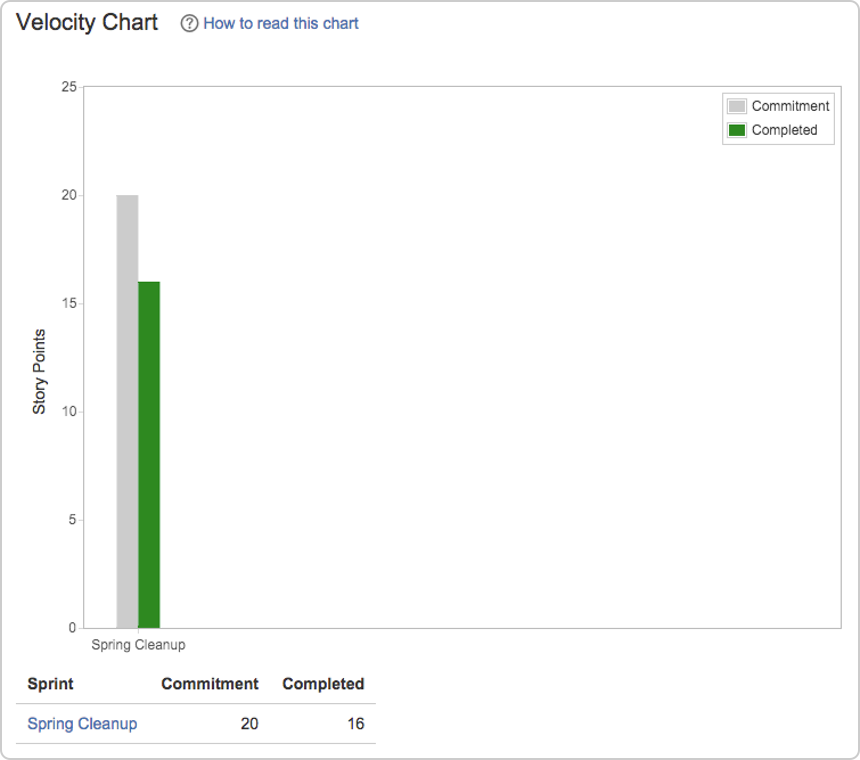 Velocity Chart ? How to read this chart
25
Commitment
Completed
20
15
Story Points
10
5
0
Spring Cleanup
Sprint Commitment Completed
Spring Cleanup 20 16